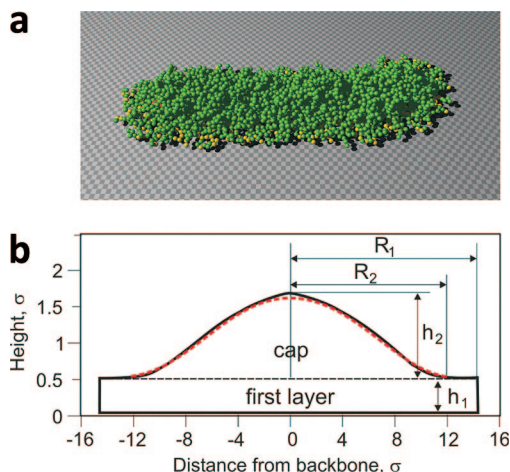 a
b
R₁
R₂
h₂
cap
first layer
h₁
Height, σ
2
1.5
1
0.5
0
-16 -12 -8 -4 0 4 8 12 16
Distance from backbone, σ